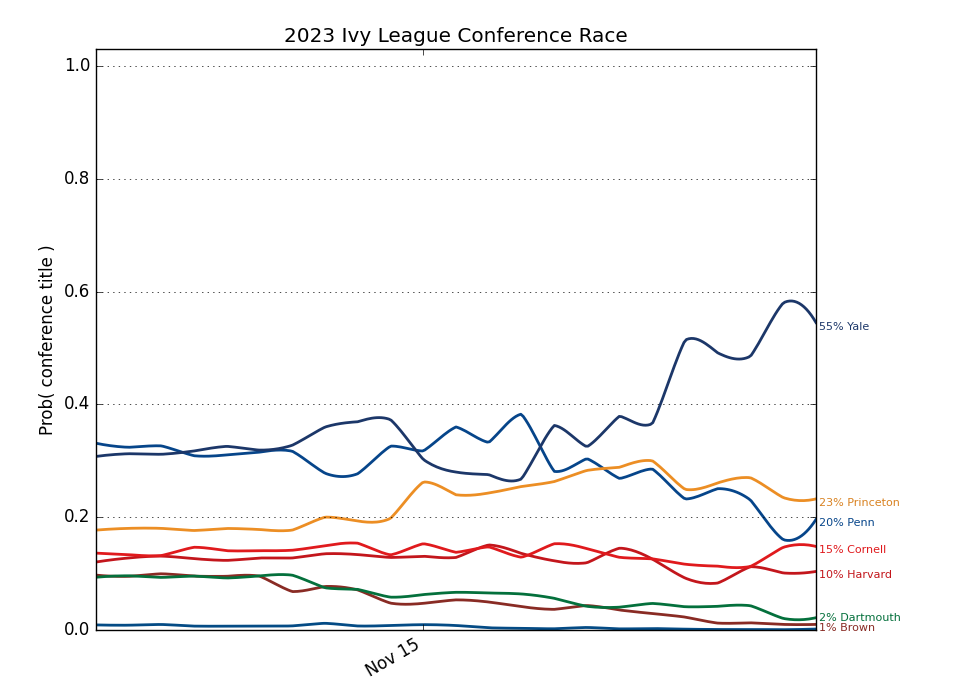 2023 Ivy League Conference Race
Prob( conference title )
1.0
0.8
0.6
0.4
0.2
0.0
Nov 15
55% Yale
23% Princeton
20% Penn
15% Cornell
10% Harvard
2% Dartmouth
1% Brown